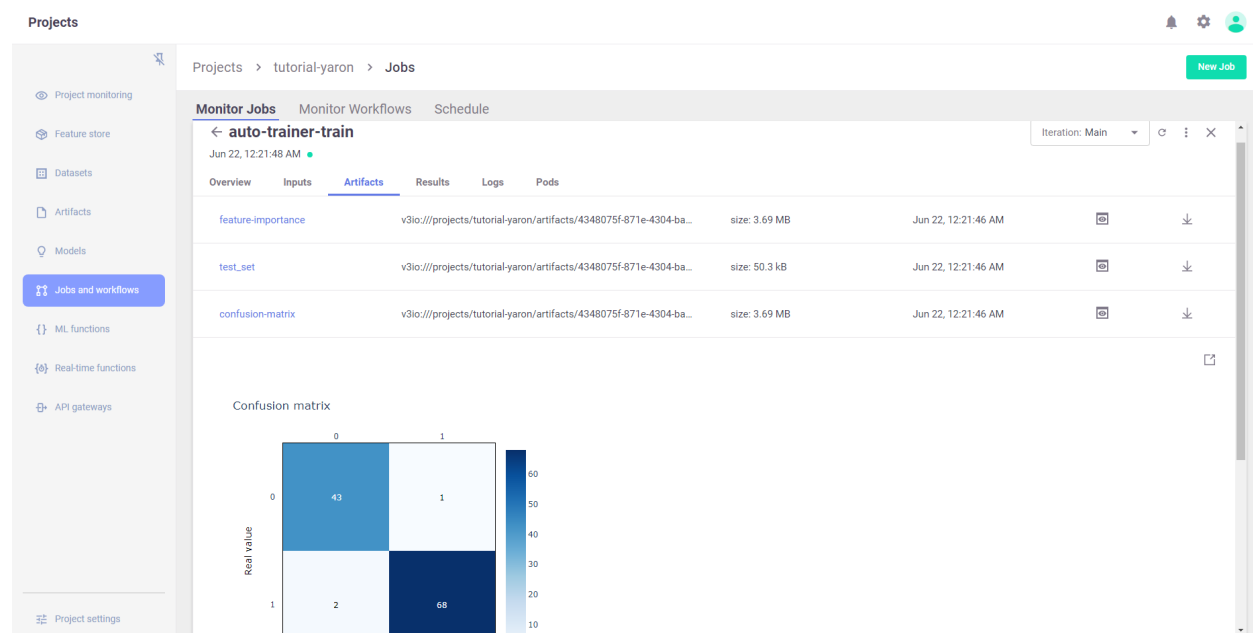 Projects
Projects > tutorial-yaron > Jobs
New Job
Project monitoring
Feature store
Datasets
Artifacts
Models
Jobs and workflows
ML functions
Real-time functions
API gateways
Project settings
Monitor Jobs Monitor Workflows Schedule
auto-trainer-train
Iteration: Main
Jun 22, 12:21:48 AM
Overview Inputs Artifacts Results Logs Pods
feature-importance v3io:///projects/tutorial-yaron/artifacts/4348075f-871e-4304-ba... size: 3.69 MB Jun 22, 12:21:46 AM
test_set v3io:///projects/tutorial-yaron/artifacts/4348075f-871e-4304-ba... size: 50.3 kB Jun 22, 12:21:46 AM
confusion-matrix v3io:///projects/tutorial-yaron/artifacts/4348075f-871e-4304-ba... size: 3.69 MB Jun 22, 12:21:46 AM
Confusion matrix
0 1
0 43 1
Real value
1 2 68
60
50
40
30
20
10